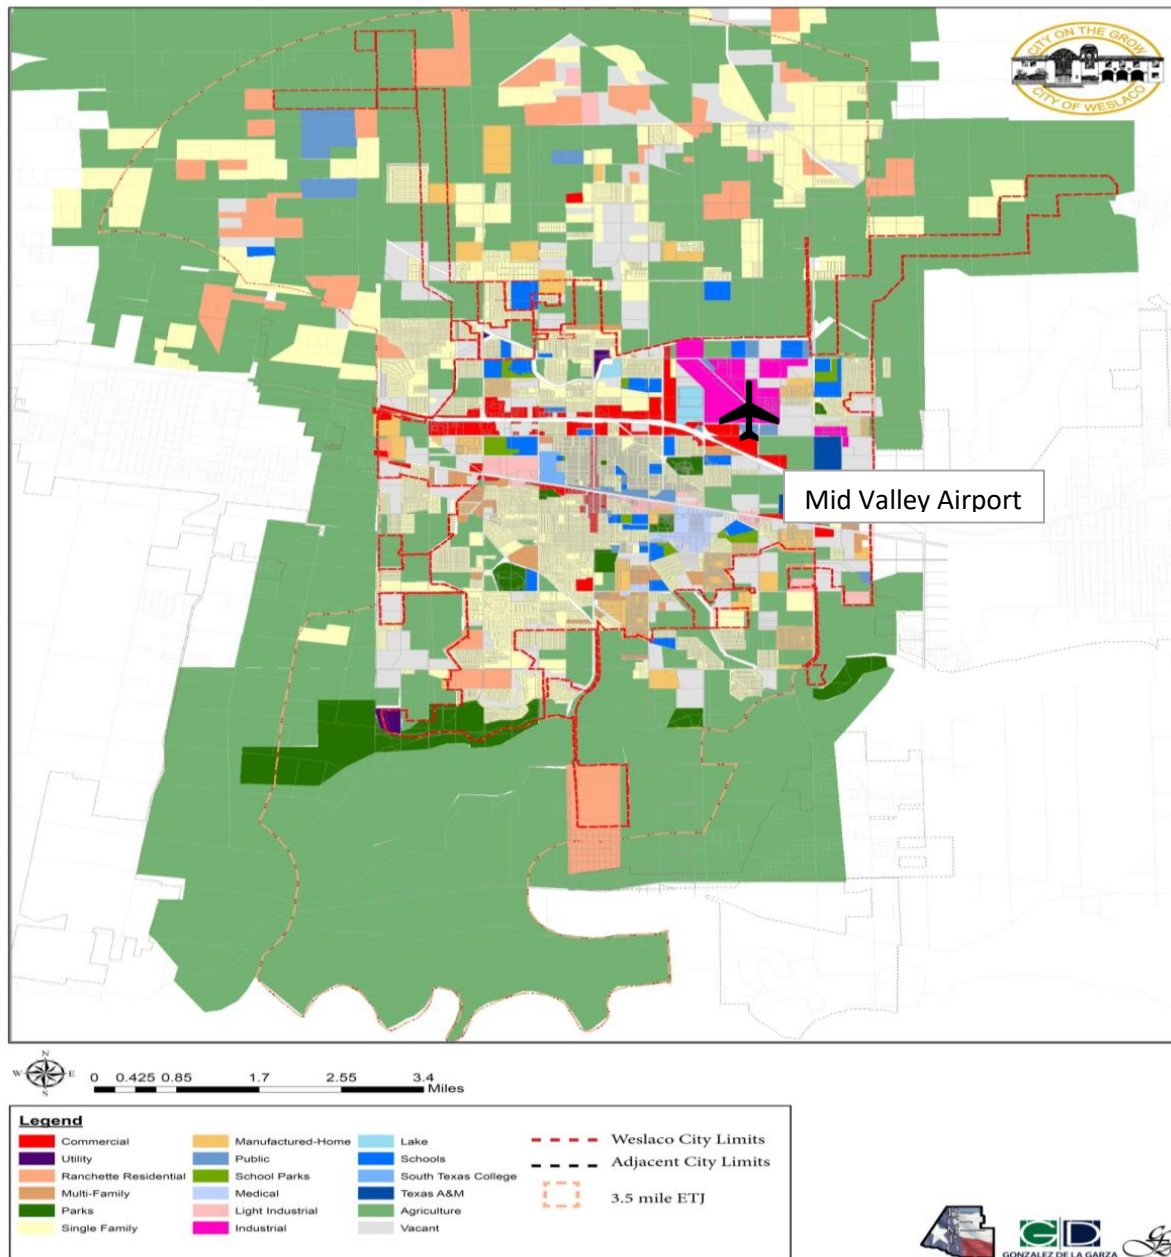 CITY ON THE GROW
CITY OF WESLACO
Mid Valley Airport
N
W E
S
0 0.425 0.85 1.7 2.55 3.4
Miles
Legend
Commercial
Utility
Ranchette Residential
Multi-Family
Parks
Single Family
Manufactured-Home
Public
School Parks
Medical
Light Industrial
Industrial
Lake
Schools
South Texas College
Texas A&M
Agriculture
Vacant
Weslaco City Limits
Adjacent City Limits
3.5 mile ETJ
GD
GONZALEZ DE LA GARZA